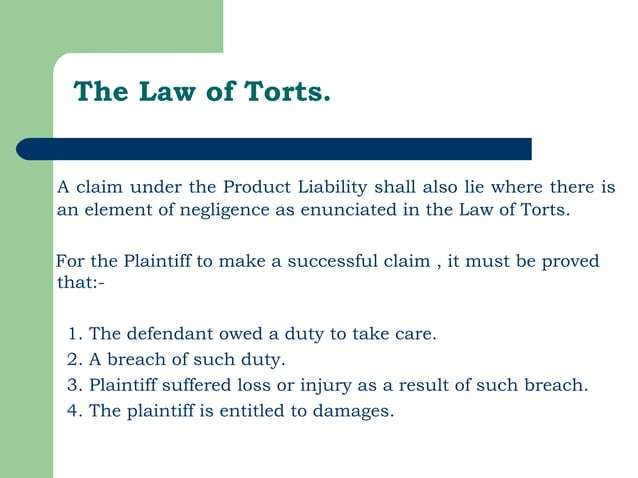 The Law of Torts.
A claim under the Product Liability shall also lie where there is
an element of negligence as enunciated in the Law of Torts.
For the Plaintiff to make a successful claim , it must be proved
that:-
1. The defendant owed a duty to take care.
2. A breach of such duty.
3. Plaintiff suffered loss or injury as a result of such breach.
4. The plaintiff is entitled to damages.